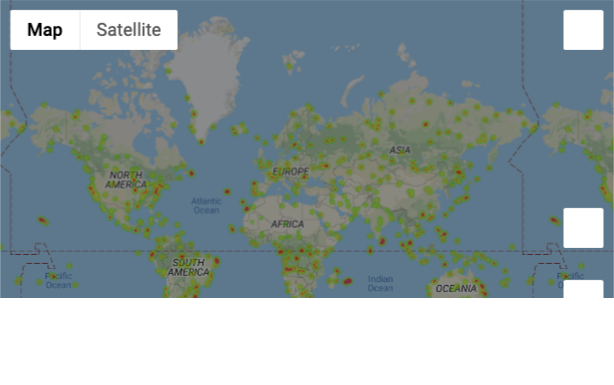 Map
Satellite
NORTH
AMERICA
EUROPE
ASIA
Atlantic
Ocean
AFRICA
SOUTH
AMERICA
Pacific
Ocean
Indian
Ocean
OCEANIA
Pacific
Ocean